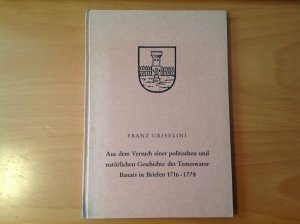 FRANZ GRISELINI
Aus dem Versuch einer politischen und
natürlichen Geschichte des Temeswarer
Banats in Briefen 1716–1778